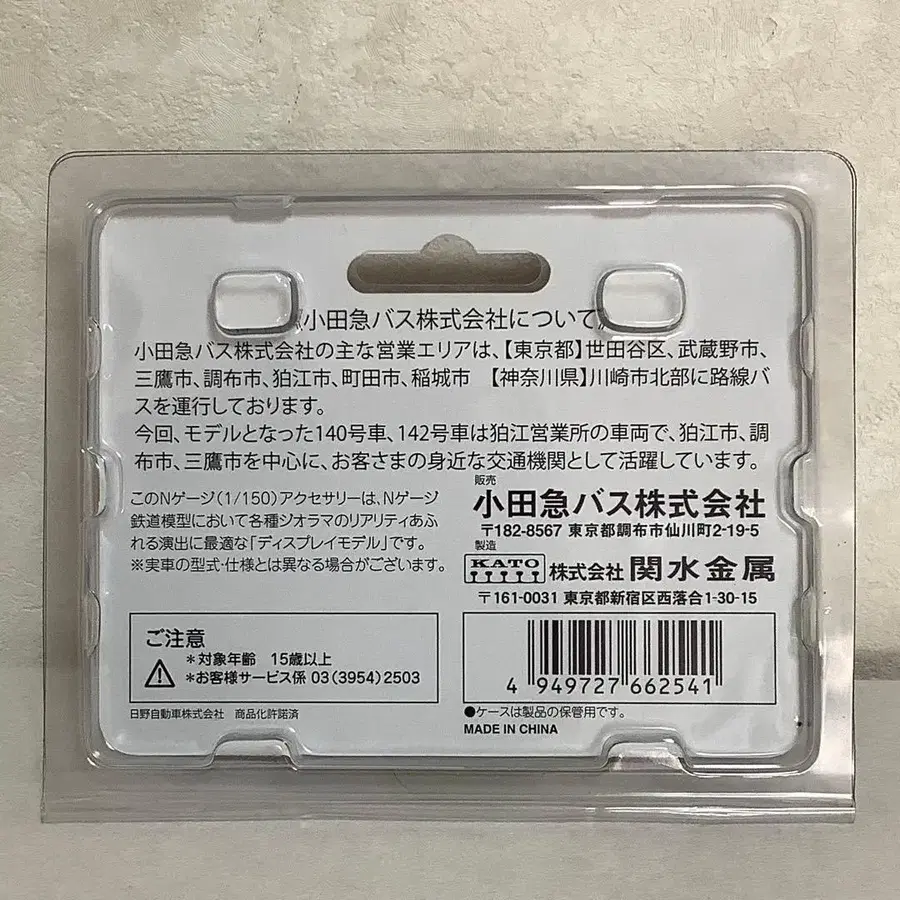 《小田急バス株式会社について》
小田急バス株式会社の主な営業エリアは、【東京都】世田谷区、武蔵野市、
三鷹市、調布市、狛江市、町田市、稲城市 【神奈川県】川崎市北部に路線バ
スを運行しております。
今回、モデルとなった140号車、142号車は狛江営業所の車両で、狛江市、調
布市、三鷹市を中心に、お客さまの身近な交通機関として活躍しています。
このNゲージ(1/150)アクセサリーは、Nゲージ
鉄道模型において各種ジオラマのリアリティあふ
れる演出に最適な「ディスプレイモデル」です。
※実車の型式・仕様とは異なる場合がございます。
販売
小田急バス株式会社
〒182-8567 東京都調布市仙川町2-19-5
製造
KATO 株式会社 関水金属
〒161-0031 東京都新宿区西落合1-30-15
ご注意
*対象年齢 15歳以上
*お客様サービス係 03(3954)2503
日野自動車株式会社 商品化許諾済
4 949727 662541
●ケースは製品の保管用です。
MADE IN CHINA